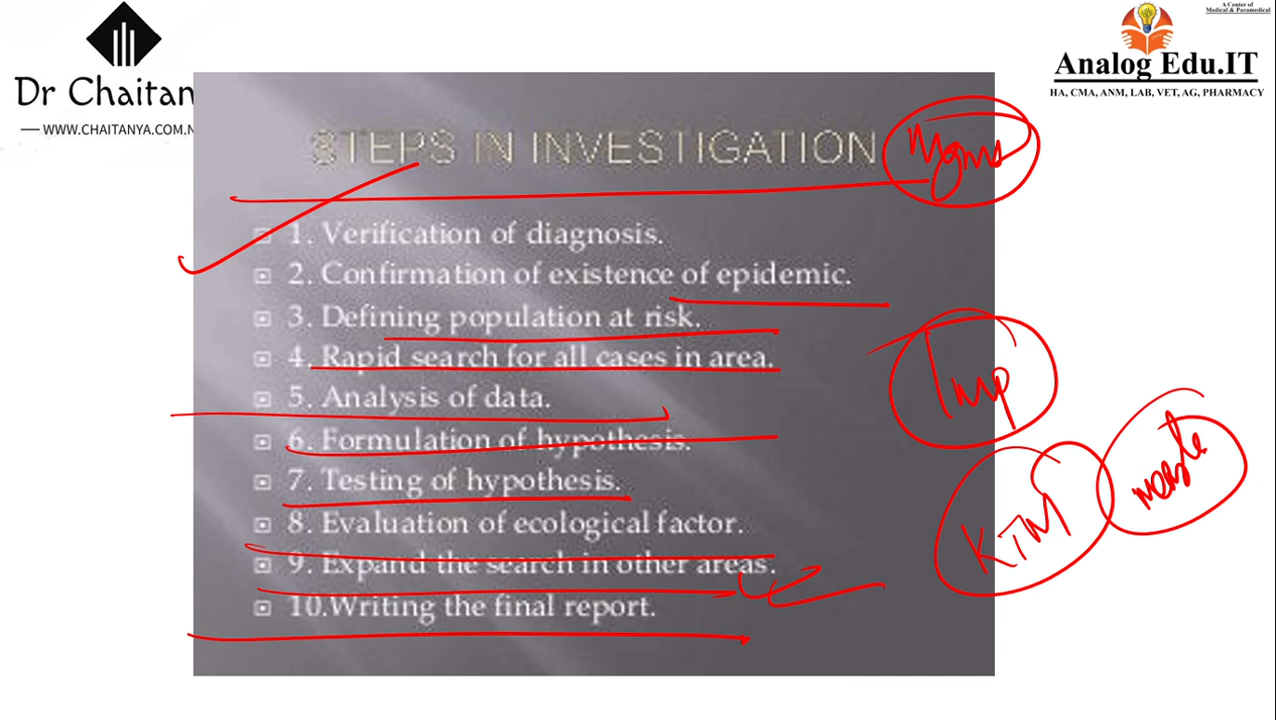 A Center of
Medical & Paramedical
Dr Chaitan
WWW.CHAITANYA.COM.N
Analog Edu.IT
HA, CMA, ANM, LAB, VET, AG, PHARMACY
STEPS IN INVESTIGATION
1. Verification of diagnosis.
2. Confirmation of existence of epidemic.
3. Defining population at risk.
4. Rapid search for all cases in area.
5. Analysis of data.
6. Formulation of hypothesis.
7. Testing of hypothesis.
8. Evaluation of ecological factor.
9. Expand the search in other areas.
10.Writing the final report.
Imp
KTM